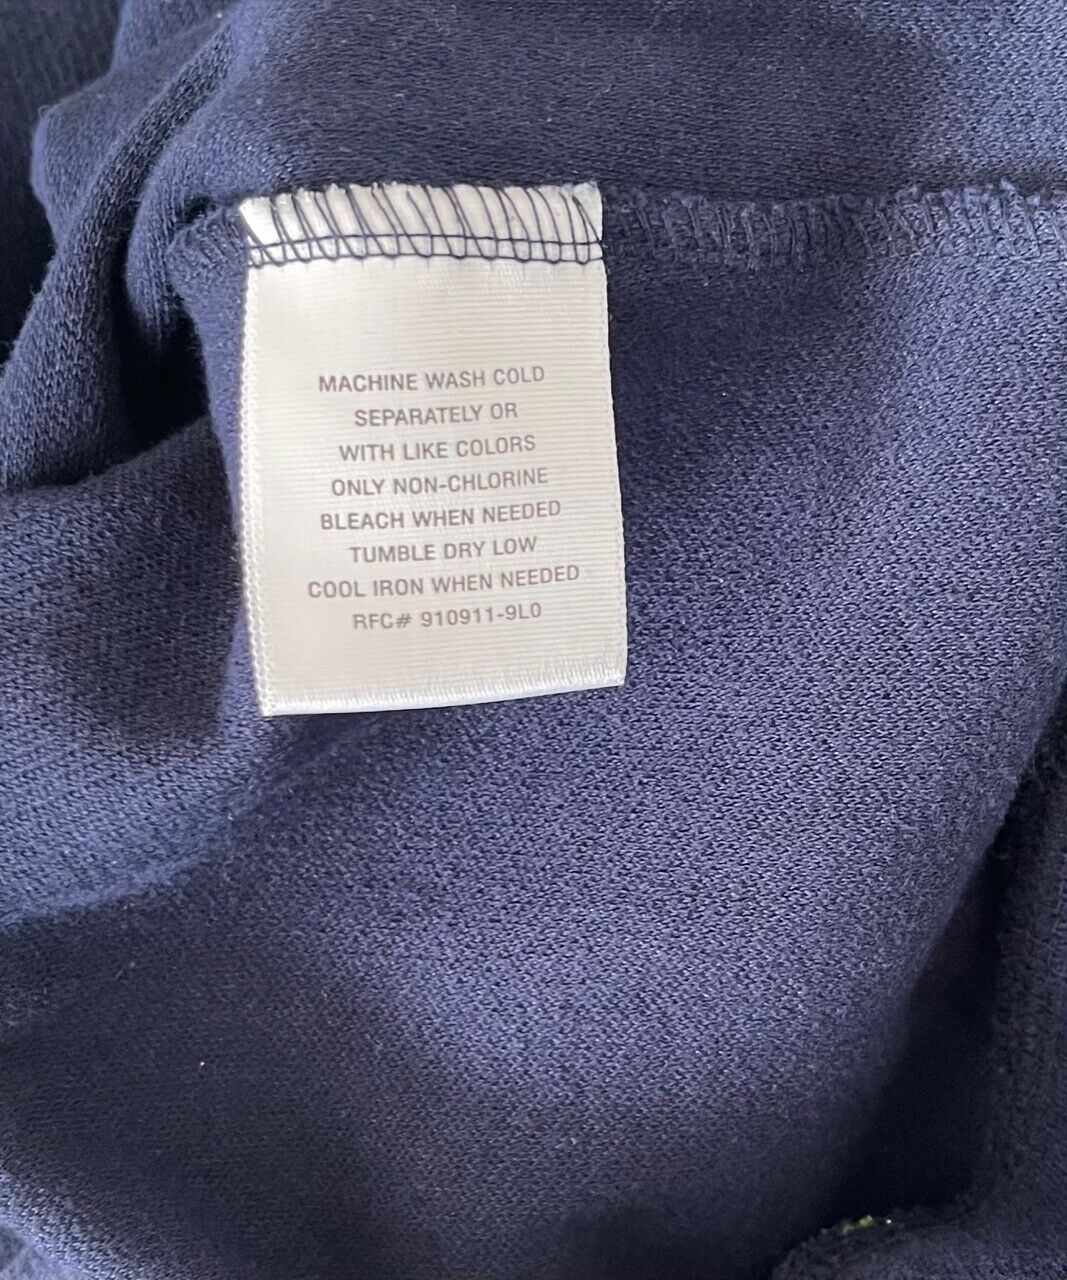 MACHINE WASH COLD
SEPARATELY OR
WITH LIKE COLORS
ONLY NON-CHLORINE
BLEACH WHEN NEEDED
TUMBLE DRY LOW
COOL IRON WHEN NEEDED
RFC# 910911-9L0